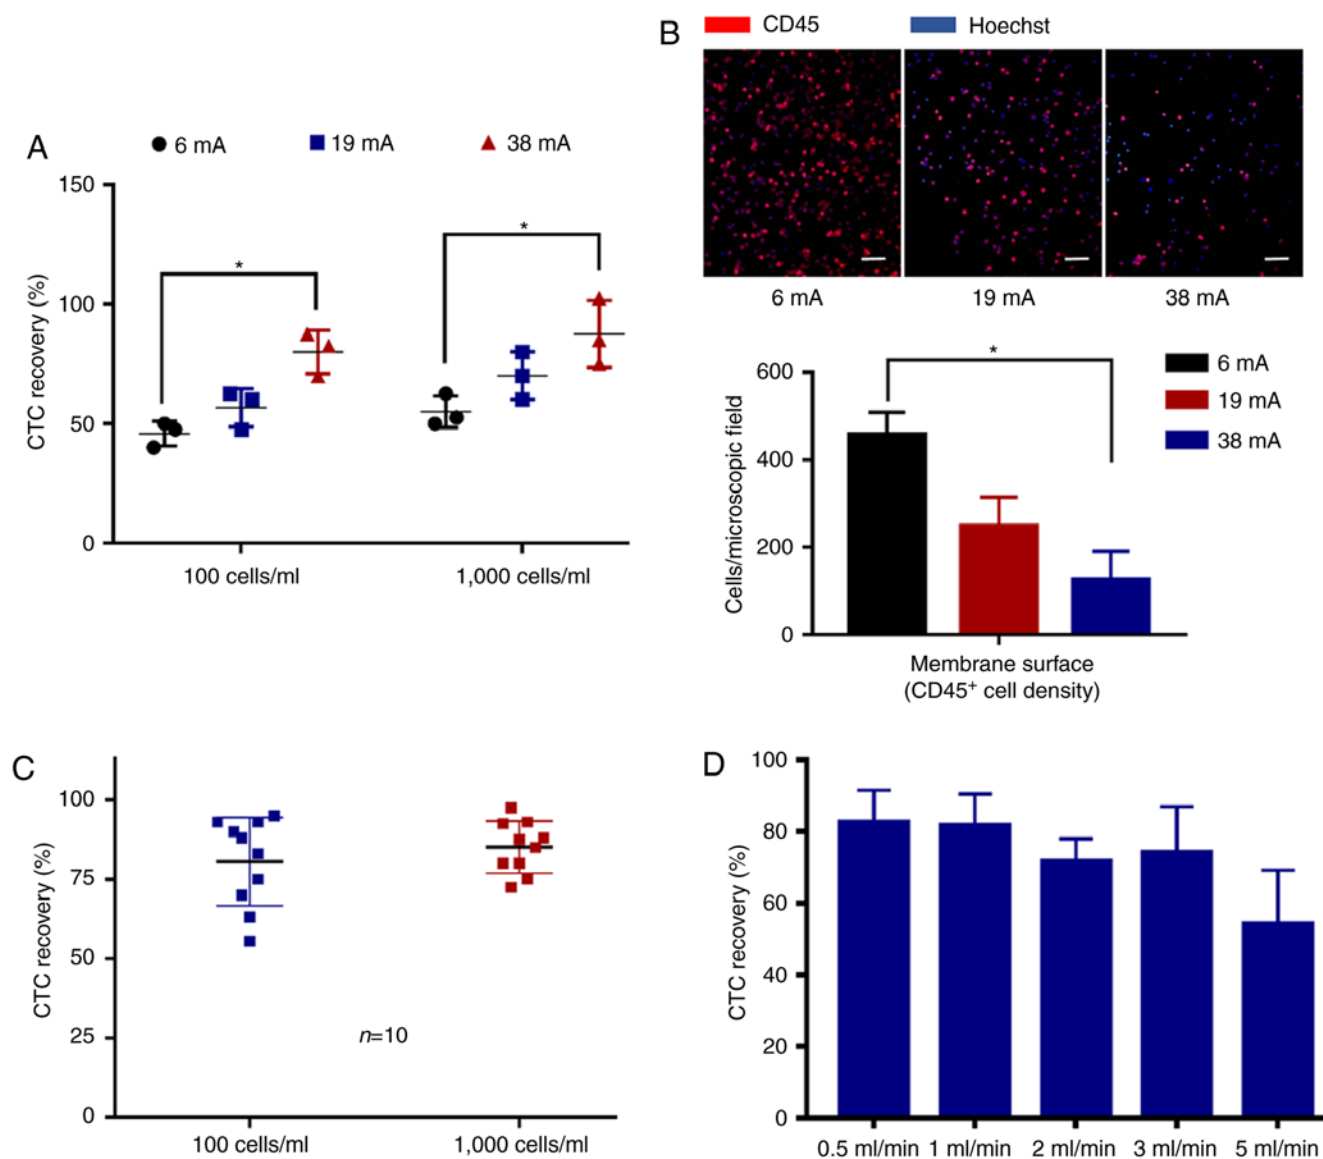 A
6 mA
19 mA
38 mA
150
100
50
0
CTC recovery (%)
*
*
100 cells/ml
1,000 cells/ml
B
CD45
Hoechst
6 mA
19 mA
38 mA
600
400
200
0
Cells/microscopic field
*
6 mA
19 mA
38 mA
Membrane surface
(CD45⁺ cell density)
C
100
75
50
25
0
CTC recovery (%)
n=10
100 cells/ml
1,000 cells/ml
D
100
80
60
40
20
0
CTC recovery (%)
0.5 ml/min
1 ml/min
2 ml/min
3 ml/min
5 ml/min